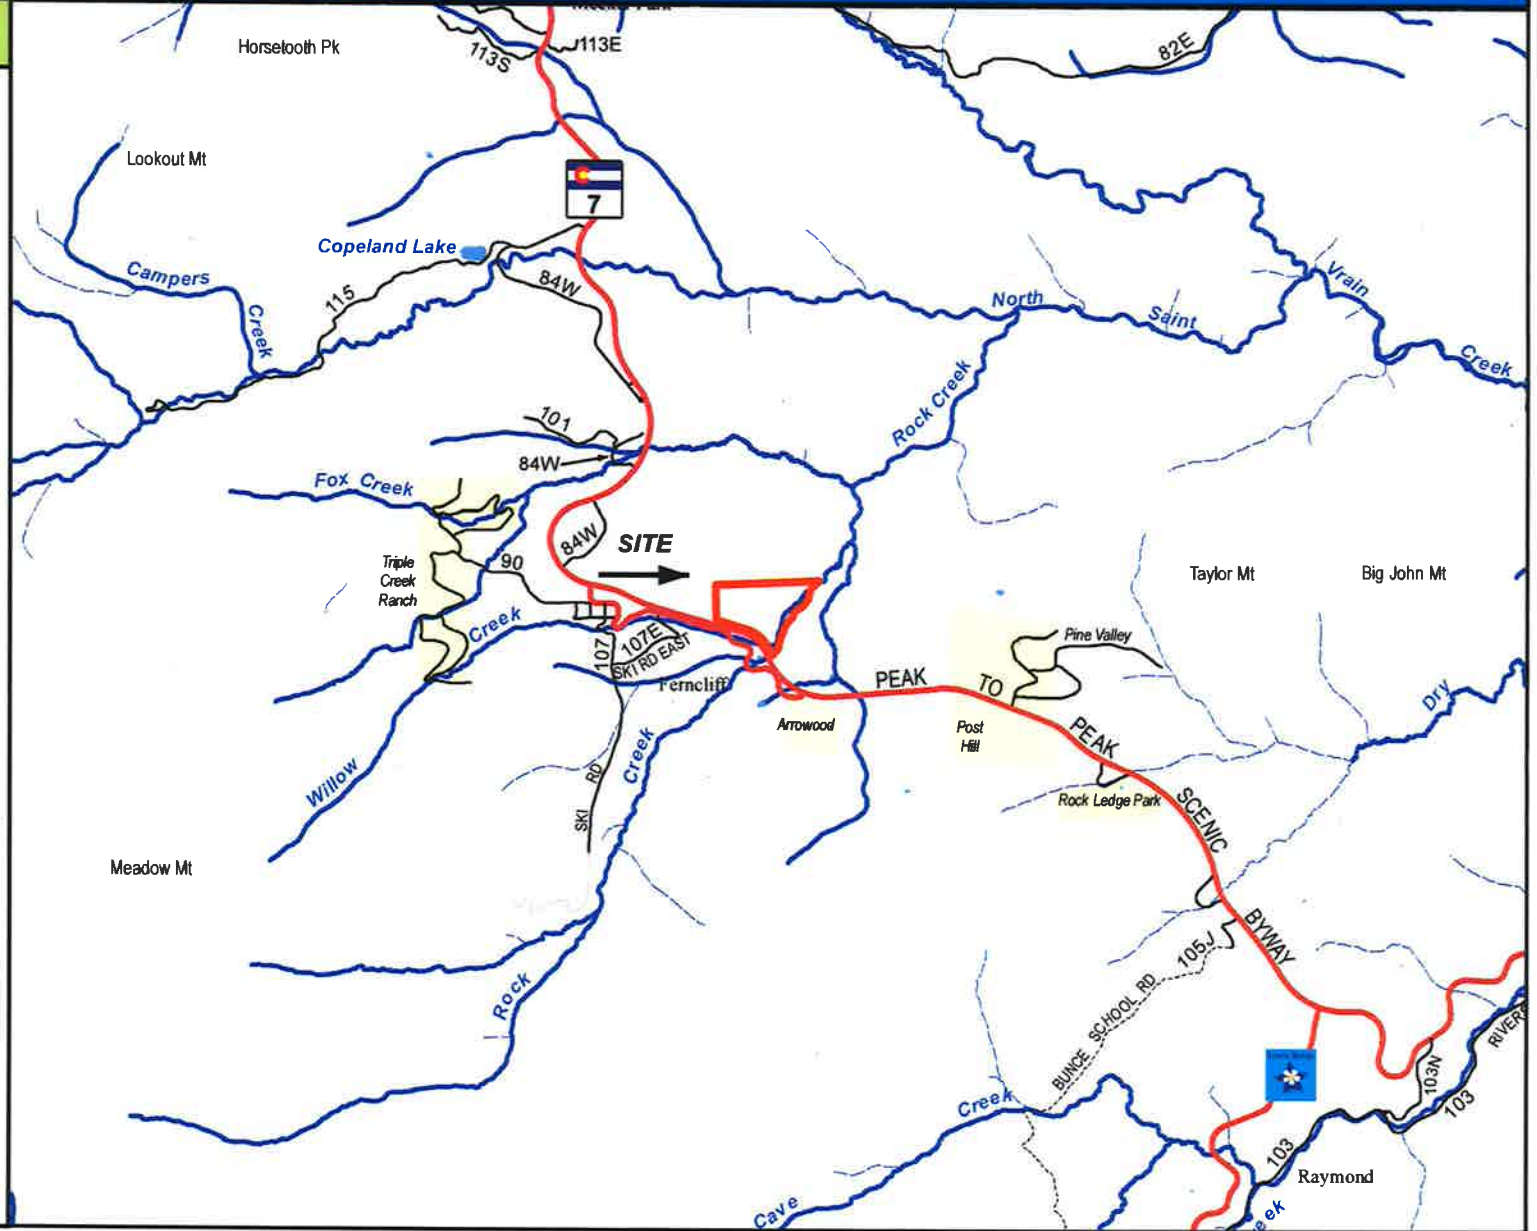 Horsetooth Pk
113S
113E
82E
Lookout Mt
7
Copeland Lake
Campers
Creek
115
84W
North
Saint
Vrain
Creek
Rock Creek
101
84W
Fox Creek
84W
SITE
Triple
Creek
Ranch
90
Creek
107
107E
SKI RD EAST
Ferncliff
Taylor Mt
Big John Mt
Pine Valley
PEAK
TO
PEAK
SCENIC
BYWAY
Arrowood
Post
Hill
Rock Ledge Park
Dry
Willow
Creek
SKI
RD
Meadow Mt
Rock
105J
BUNCE SCHOOL RD
103N
103
Creek
103
Raymond
Cave